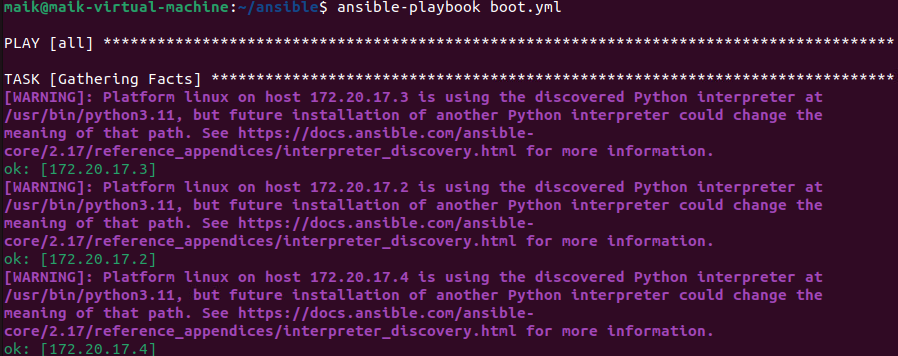 maik@maik-virtual-machine:~/ansible$ ansible-playbook boot.yml
PLAY [all] ****************************************************************************************
TASK [Gathering Facts] ****************************************************************************
[WARNING]: Platform linux on host 172.20.17.3 is using the discovered Python interpreter at
/usr/bin/python3.11, but future installation of another Python interpreter could change the
meaning of that path. See https://docs.ansible.com/ansible-
core/2.17/reference_appendices/interpreter_discovery.html for more information.
ok: [172.20.17.3]
[WARNING]: Platform linux on host 172.20.17.2 is using the discovered Python interpreter at
/usr/bin/python3.11, but future installation of another Python interpreter could change the
meaning of that path. See https://docs.ansible.com/ansible-
core/2.17/reference_appendices/interpreter_discovery.html for more information.
ok: [172.20.17.2]
[WARNING]: Platform linux on host 172.20.17.4 is using the discovered Python interpreter at
/usr/bin/python3.11, but future installation of another Python interpreter could change the
meaning of that path. See https://docs.ansible.com/ansible-
core/2.17/reference_appendices/interpreter_discovery.html for more information.
ok: [172.20.17.4]